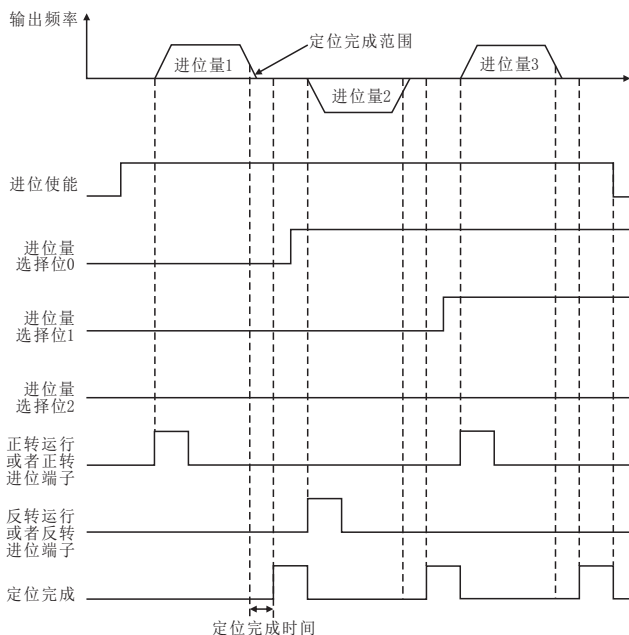 输出频率
定位完成范围
进位量1
进位量2
进位量3
进位使能
进位量
选择位0
进位量
选择位1
进位量
选择位2
正转运行
或者正转
进位端子
反转运行
或者反转
进位端子
定位完成
定位完成时间